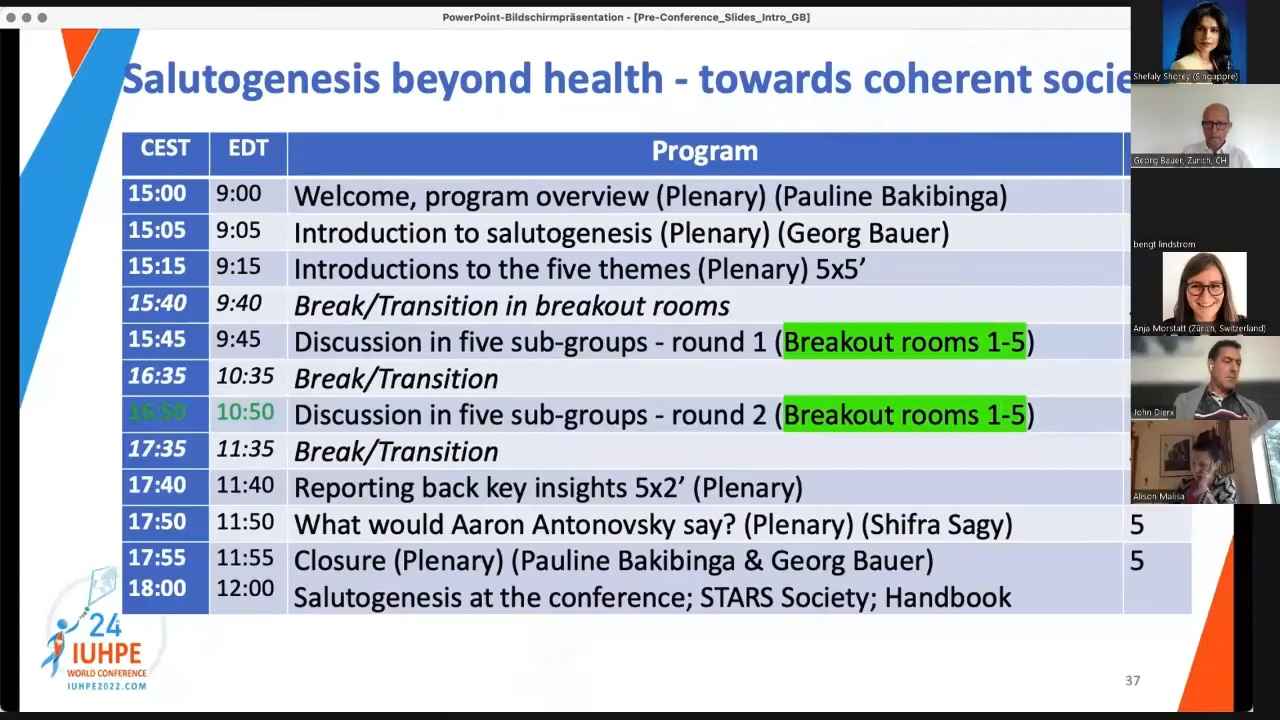 PowerPoint-Bildschirmpräsentation - [Pre-Conference_Slides_Intro_GB]
Salutogenesis beyond health - towards coherent socie
CEST EDT Program
15:00 9:00 Welcome, program overview (Plenary) (Pauline Bakibinga)
15:05 9:05 Introduction to salutogenesis (Plenary) (Georg Bauer)
15:15 9:15 Introductions to the five themes (Plenary) 5x5’
15:40 9:40 Break/Transition in breakout rooms
15:45 9:45 Discussion in five sub-groups - round 1 (Breakout rooms 1-5)
16:35 10:35 Break/Transition
16:50 10:50 Discussion in five sub-groups - round 2 (Breakout rooms 1-5)
17:35 11:35 Break/Transition
17:40 11:40 Reporting back key insights 5x2’ (Plenary)
17:50 11:50 What would Aaron Antonovsky say? (Plenary) (Shifra Sagy) 5
17:55 11:55 Closure (Plenary) (Pauline Bakibinga & Georg Bauer) 5
18:00 12:00 Salutogenesis at the conference; STARS Society; Handbook
24
IUHPE
WORLD CONFERENCE
IUHPE2022.COM
37
Shefaly Shorey (Singappre)
Georg Bauer, Zurich, CH
bengt lindstrom
Anja Morstatt (Zürich, Switzerland)
John Dierx
Alison Malisa